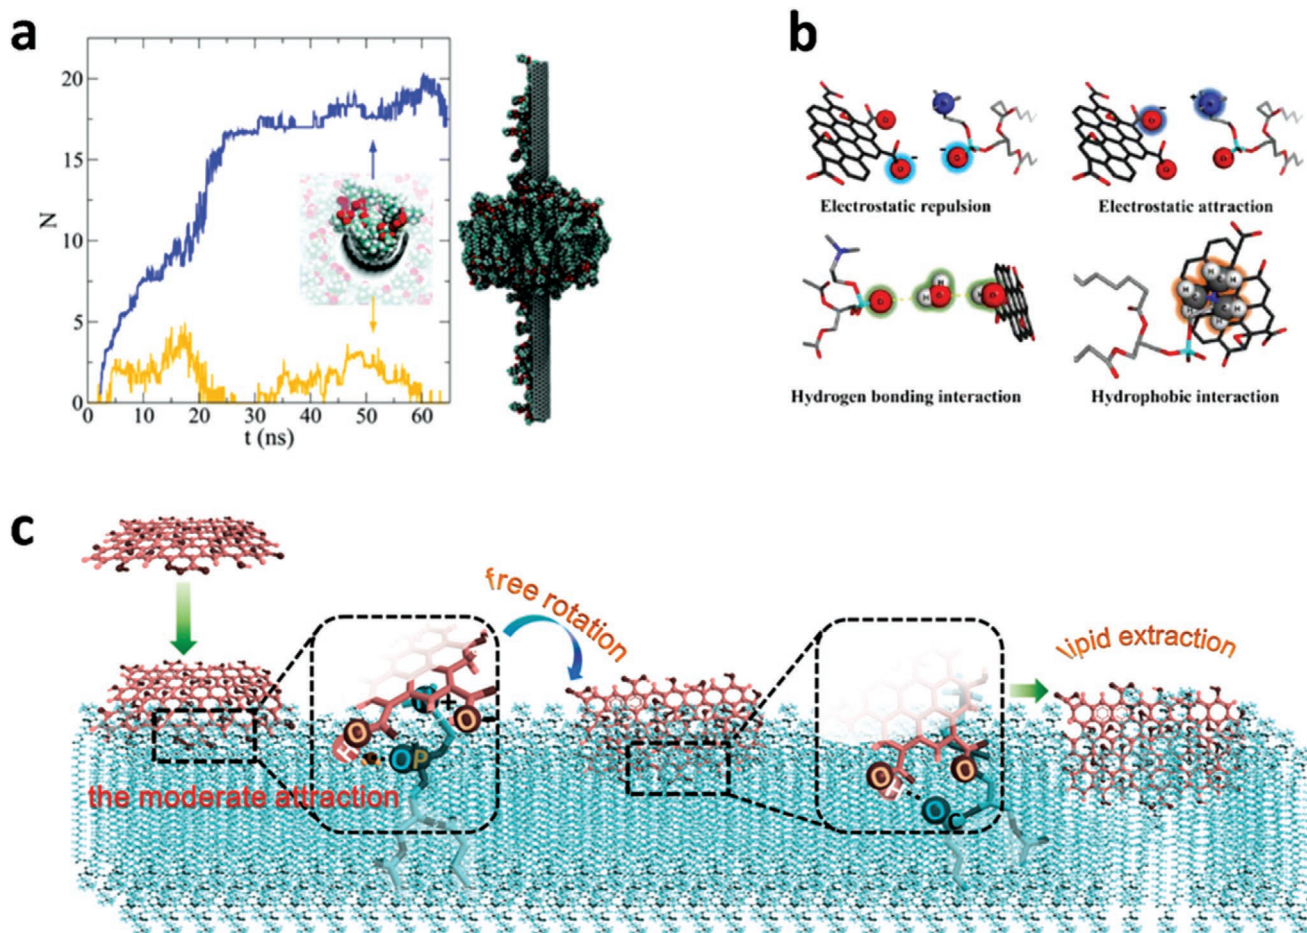 a
b
20
15
10
5
0
N
0 10 20 30 40 50 60
t (ns)
Electrostatic repulsion
Electrostatic attraction
Hydrogen bonding interaction
Hydrophobic interaction
c
free rotation
lipid extraction
the moderate attraction
O
O
+
-
H
O P
O
O
H
O
C